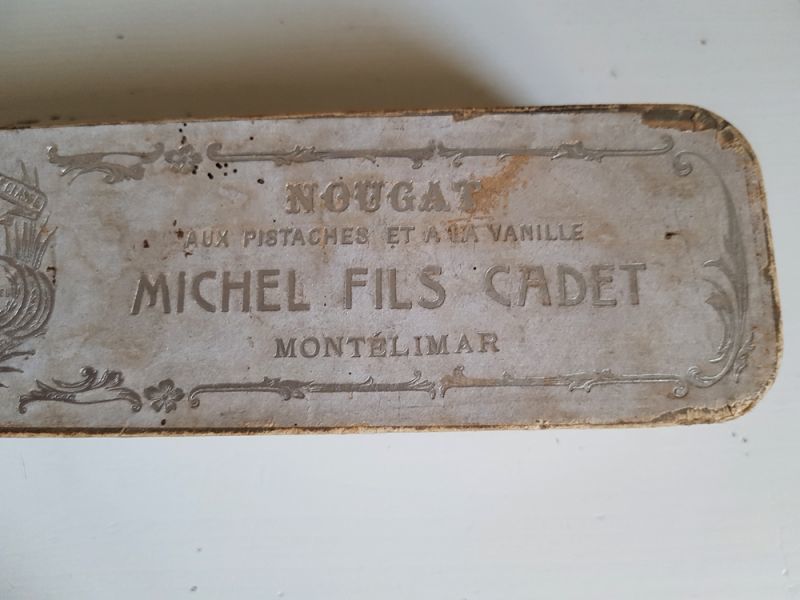 NOUGAT
AUX PISTACHES ET A LA VANILLE
MICHEL FILS CADET
MONTÉLIMAR